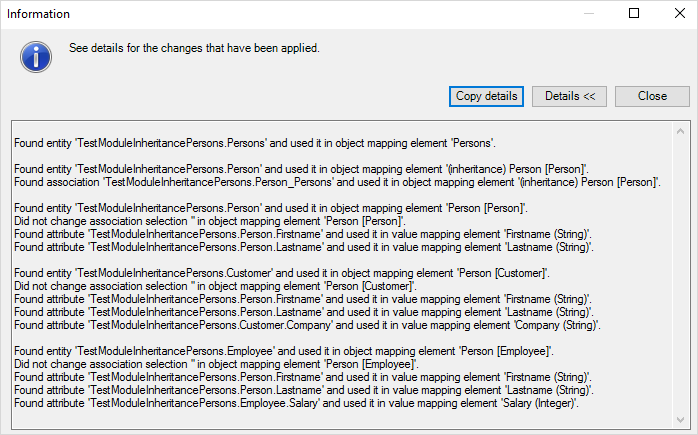 Information
See details for the changes that have been applied.
Copy details
Details <<
Close
Found entity 'TestModuleInheritancePersons.Persons' and used it in object mapping element 'Persons'.
Found entity 'TestModuleInheritancePersons.Person' and used it in object mapping element '(inheritance) Person [Person]'.
Found association 'TestModuleInheritancePersons.Person_Persons' and used it in object mapping element '(inheritance) Person [Person]'.
Found entity 'TestModuleInheritancePersons.Person' and used it in object mapping element 'Person [Person]'.
Did not change association selection '' in object mapping element 'Person [Person]'.
Found attribute 'TestModuleInheritancePersons.Person.Firstname' and used it in value mapping element 'Firstname (String)'.
Found attribute 'TestModuleInheritancePersons.Person.Lastname' and used it in value mapping element 'Lastname (String)'.
Found entity 'TestModuleInheritancePersons.Customer' and used it in object mapping element 'Person [Customer]'.
Did not change association selection '' in object mapping element 'Person [Customer]'.
Found attribute 'TestModuleInheritancePersons.Person.Firstname' and used it in value mapping element 'Firstname (String)'.
Found attribute 'TestModuleInheritancePersons.Person.Lastname' and used it in value mapping element 'Lastname (String)'.
Found attribute 'TestModuleInheritancePersons.Customer.Company' and used it in value mapping element 'Company (String)'.
Found entity 'TestModuleInheritancePersons.Employee' and used it in object mapping element 'Person [Employee]'.
Did not change association selection '' in object mapping element 'Person [Employee]'.
Found attribute 'TestModuleInheritancePersons.Person.Firstname' and used it in value mapping element 'Firstname (String)'.
Found attribute 'TestModuleInheritancePersons.Person.Lastname' and used it in value mapping element 'Lastname (String)'.
Found attribute 'TestModuleInheritancePersons.Employee.Salary' and used it in value mapping element 'Salary (Integer)'.